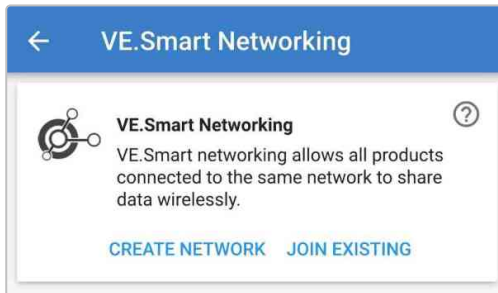 VE.Smart Networking
VE.Smart Networking
VE.Smart networking allows all products
connected to the same network to share
data wirelessly.
CREATE NETWORK JOIN EXISTING